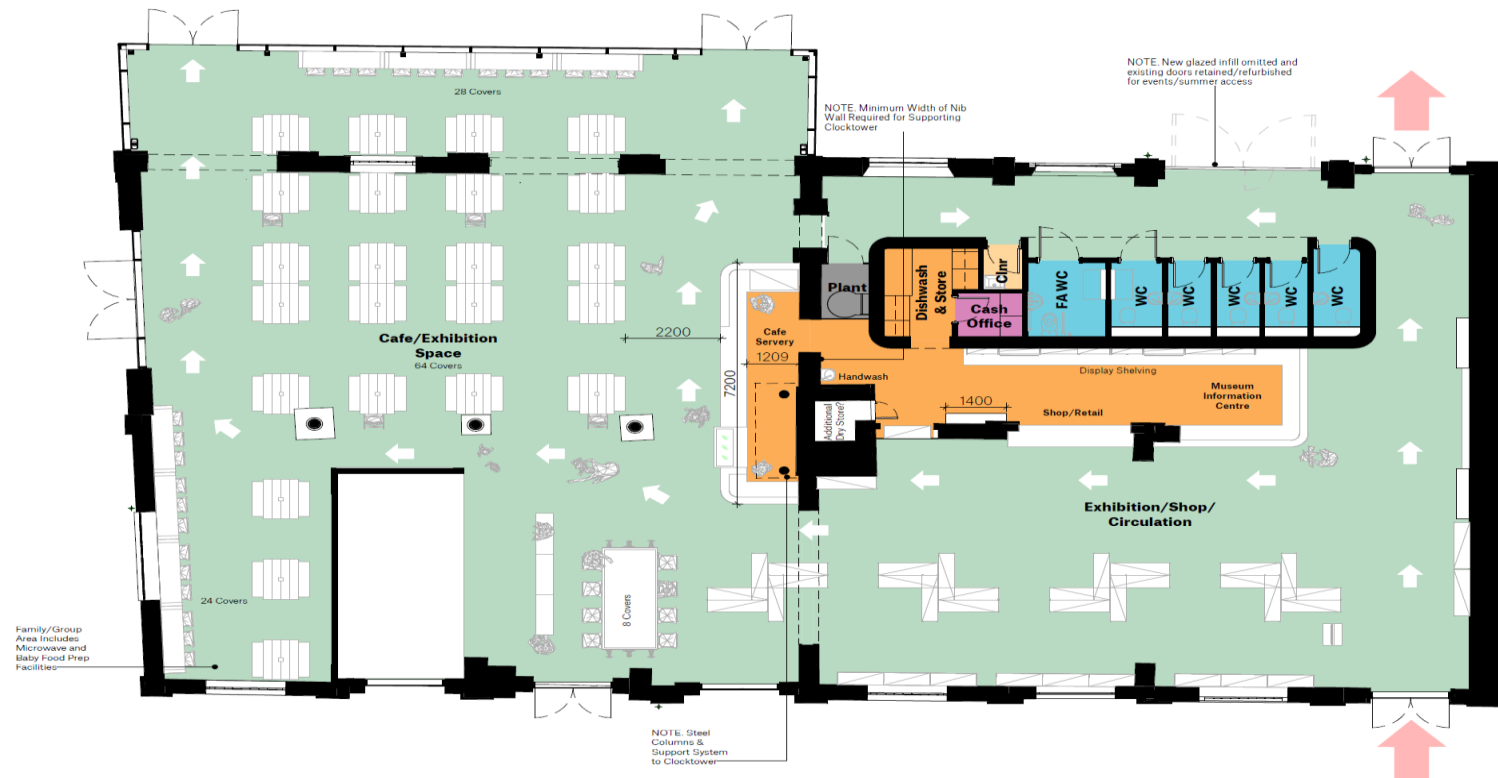 28 Covers
NOTE. New glazed infill omitted and
existing doors retained/refurbished
for events/summer access
NOTE. Minimum Width of Nib
Wall Required for Supporting
Clocktower
Plant
Dishwash
& Store
Clnr
Cash
Office
FA WC
WC
WC
WC
WC
WC
Cafe/Exhibition
Space
64 Covers
2200
Cafe
Servery
1209
7200
Handwash
Display Shelving
Museum
Information
Centre
1400
Shop/Retail
Additional
Dry Store?
Exhibition/Shop/
Circulation
24 Covers
8 Covers
Family/Group
Area Includes
Microwave and
Baby Food Prep
Facilities
NOTE. Steel
Columns &
Support System
to Clocktower